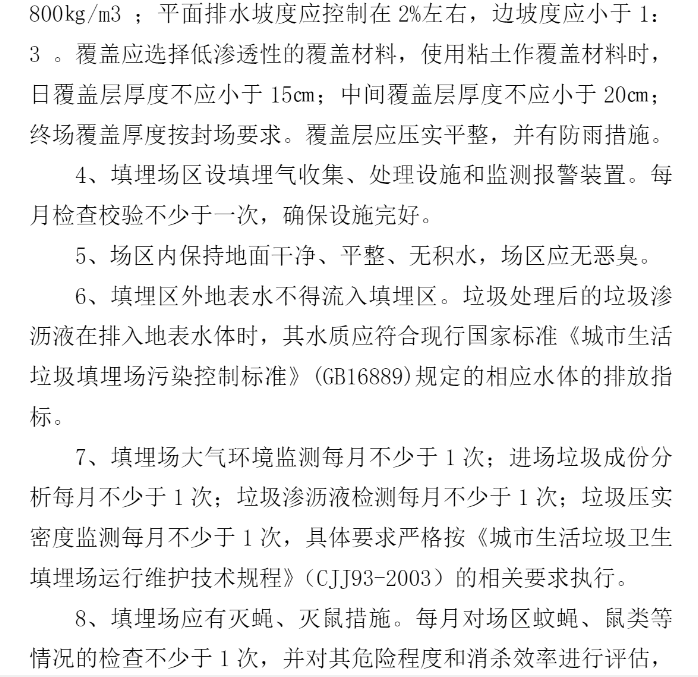 800kg/m3 ；平面排水坡度应控制在 2%左右，边坡度应小于 1：
3 。覆盖应选择低渗透性的覆盖材料，使用粘土作覆盖材料时，
日覆盖层厚度不应小于 15㎝；中间覆盖层厚度不应小于 20㎝；
终场覆盖厚度按封场要求。覆盖层应压实平整，并有防雨措施。
4、填埋场区设填埋气收集、处理设施和监测报警装置。每
月检查校验不少于一次，确保设施完好。
5、场区内保持地面干净、平整、无积水，场区应无恶臭。
6、填埋区外地表水不得流入填埋区。垃圾处理后的垃圾渗
沥液在排入地表水体时，其水质应符合现行国家标准《城市生活
垃圾填埋场污染控制标准》(GB16889)规定的相应水体的排放指
标。
7、填埋场大气环境监测每月不少于 1 次；进场垃圾成份分
析每月不少于 1 次；垃圾渗沥液检测每月不少于 1 次；垃圾压实
密度监测每月不少于 1 次，具体要求严格按《城市生活垃圾卫生
填埋场运行维护技术规程》（CJJ93-2003）的相关要求执行。
8、填埋场应有灭蝇、灭鼠措施。每月对场区蚊蝇、鼠类等
情况的检查不少于 1 次，并对其危险程度和消杀效率进行评估，